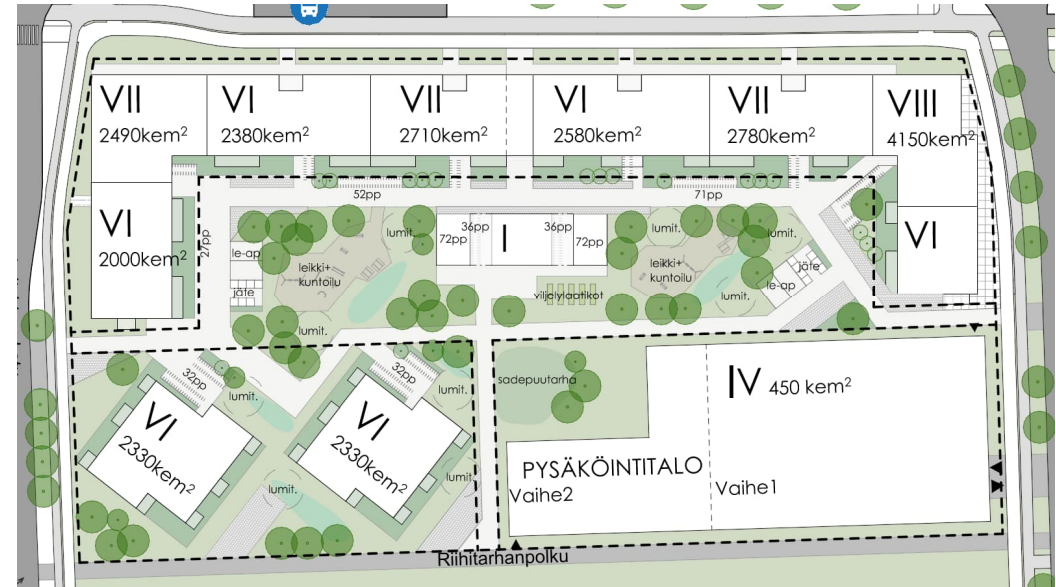 VII
2490kem²
VI
2380kem²
VII
2710kem²
VI
2580kem²
VII
2780kem²
VIII
4150kem²
52pp
71pp
VI
2000kem²
27pp
le-ap
jäte
lumit.
leikki+
kuntoilu
lumit.
72pp
36pp
I
36pp
72pp
viljelylaatikot
lumit.
leikki+
kuntoilu
lumit.
lumit.
jäte
le-ap
VI
32pp
lumit.
VI
2330kem²
lumit.
32pp
lumit.
VI
2330kem²
lumit.
sadepuutarha
IV 450 kem²
PYSÄKÖINTITALO
Vaihe2
Vaihe1
Riihitarhanpolku